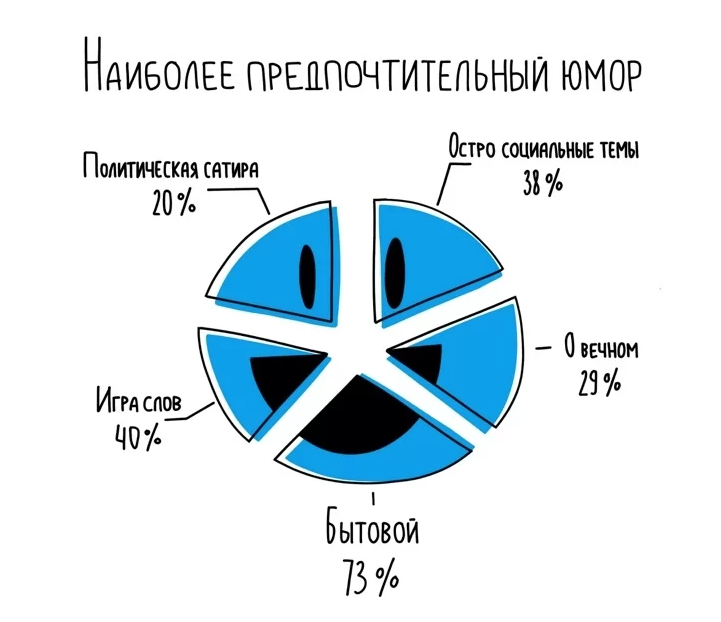 Наиболее предпочтительный юмор
Политическая сатира
20%
Остро социальные темы
38%
О вечном
29%
Игра слов
40%
Бытовой
73%